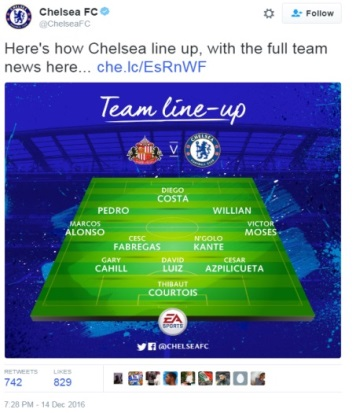 Chelsea FC
@ChelseaFC
Follow
Here's how Chelsea line up, with the full team
news here... che.lc/EsRnWF
Team line-up
V
CHELSEA
DIEGO
COSTA
PEDRO WILLIAN
MARCOS
ALONSO
VICTOR
MOSES
CESC
FABREGAS
N'GOLO
KANTE
GARY
CAHILL
DAVID
LUIZ
CESAR
AZPILICUETA
THIBAUT
COURTOIS
EA
SPORTS
@CHELSEAFC
RETWEETS LIKES
742 829
7:28 PM - 14 Dec 2016